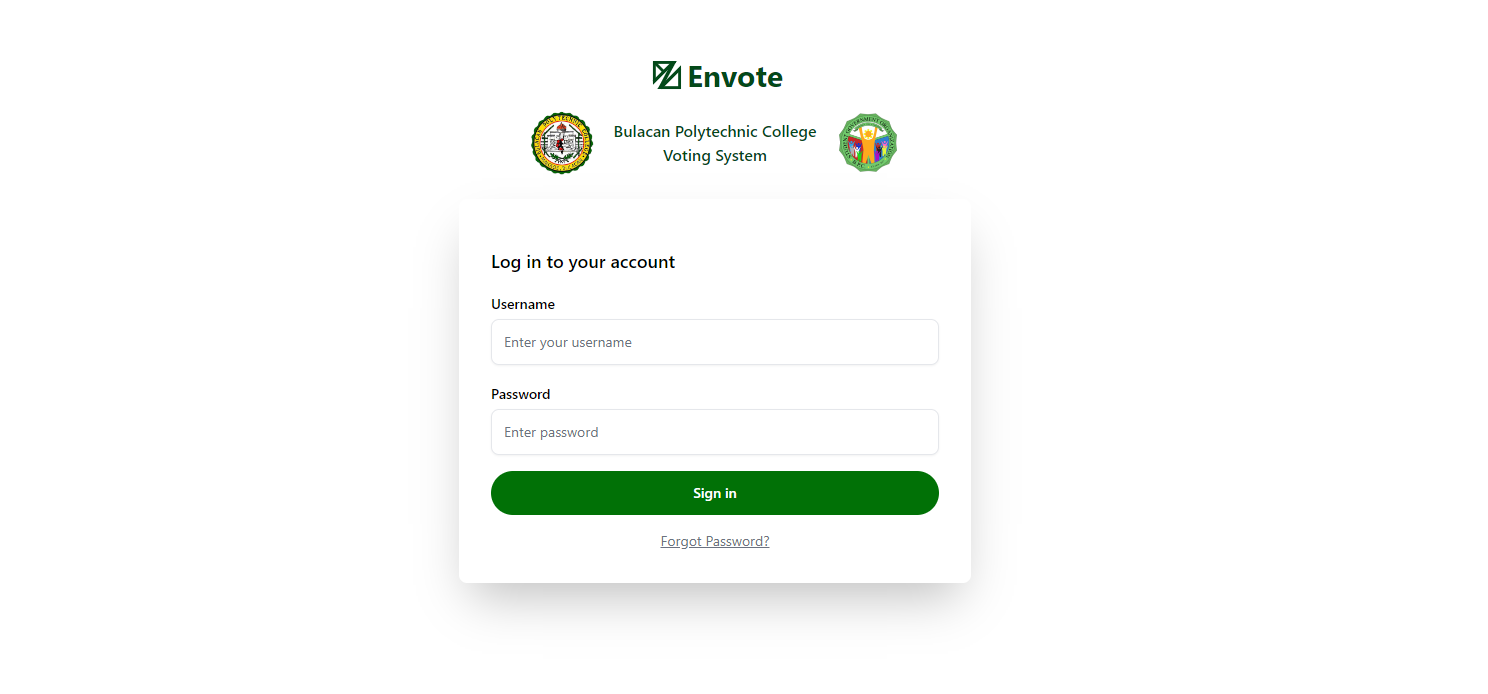 Envote
Bulacan Polytechnic College
Voting System
Log in to your account
Username
Enter your username
Password
Enter password
Sign in
Forgot Password?